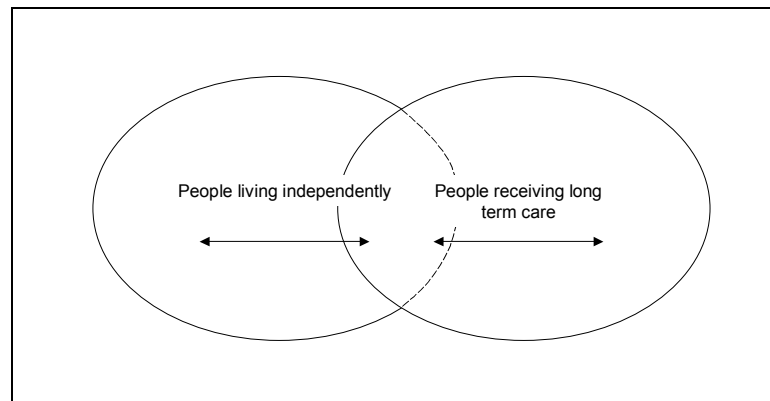 People living independently
People receiving long
term care